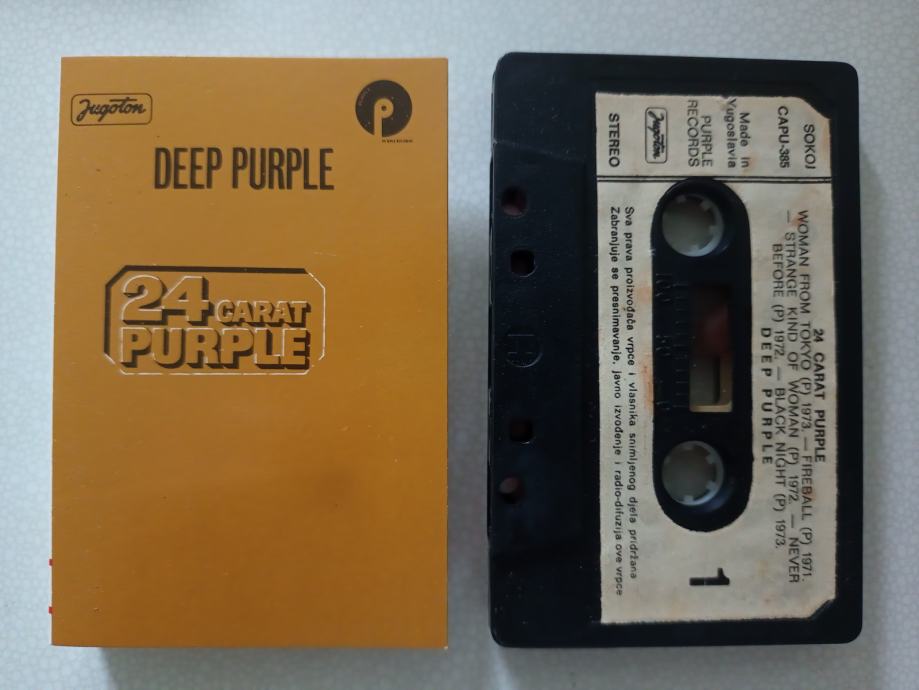 Jugoton
DEEP PURPLE
24 CARAT
PURPLE
SOKOJ
CAPU-385
Made in
Yugoslavia
PURPLE
RECORDS
Jugoton
STEREO
24 CARAT PURPLE
WOMAN FROM TOKYO (P) 1973. — FIREBALL (P) 1971.
— STRANGE KIND OF WOMAN (P) 1972. — NEVER
BEFORE (P) 1972. — BLACK NIGHT (P) 1973.
DEEP PURPLE
1
Sva prava proizvođača vrpce i vlasnika snimljenog djela pridržana
Zabranjuje se presnimavanje, javno izvođenje i radio-difuzija ove vrpce